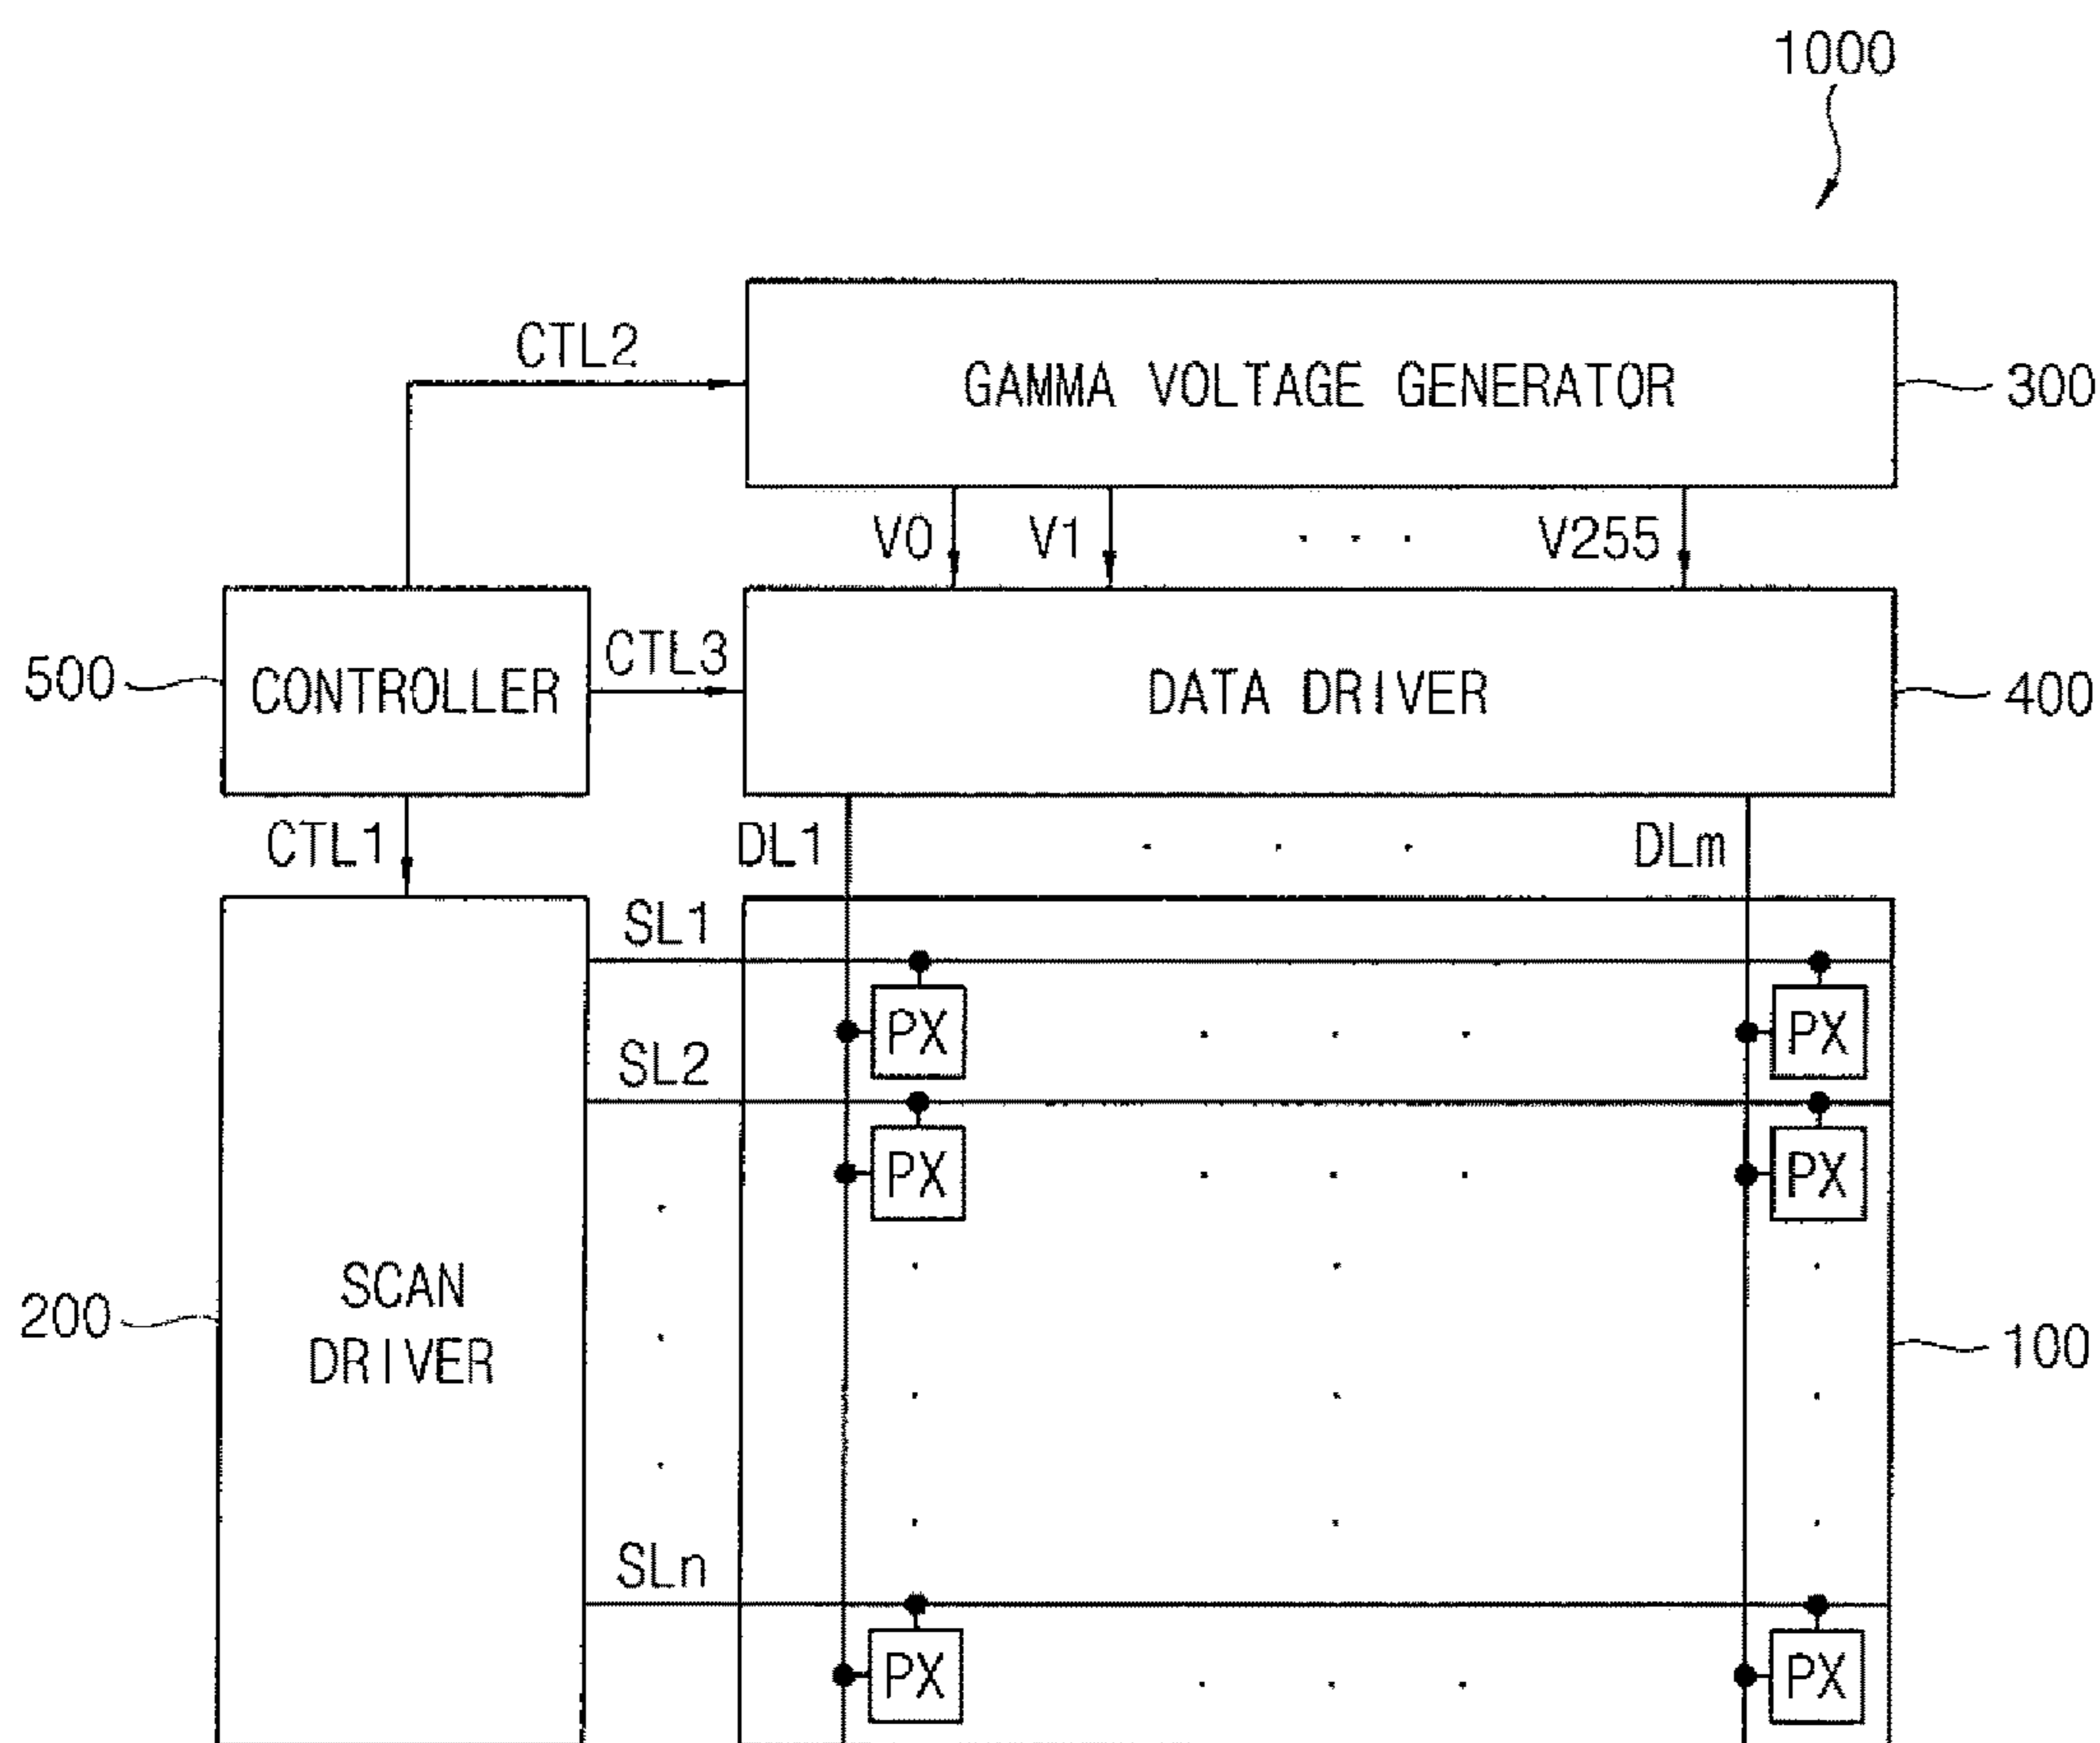 1000
CTL2
GAMMA VOLTAGE GENERATOR
300
V0
V1
. . .
V255
500
CONTROLLER
CTL3
DATA DRIVER
400
CTL1
DL1
. . .
DLm
SL1
PX
. . .
PX
SL2
PX
. . .
PX
SCAN
DRIVER
200
100
SLn
PX
. . .
PX